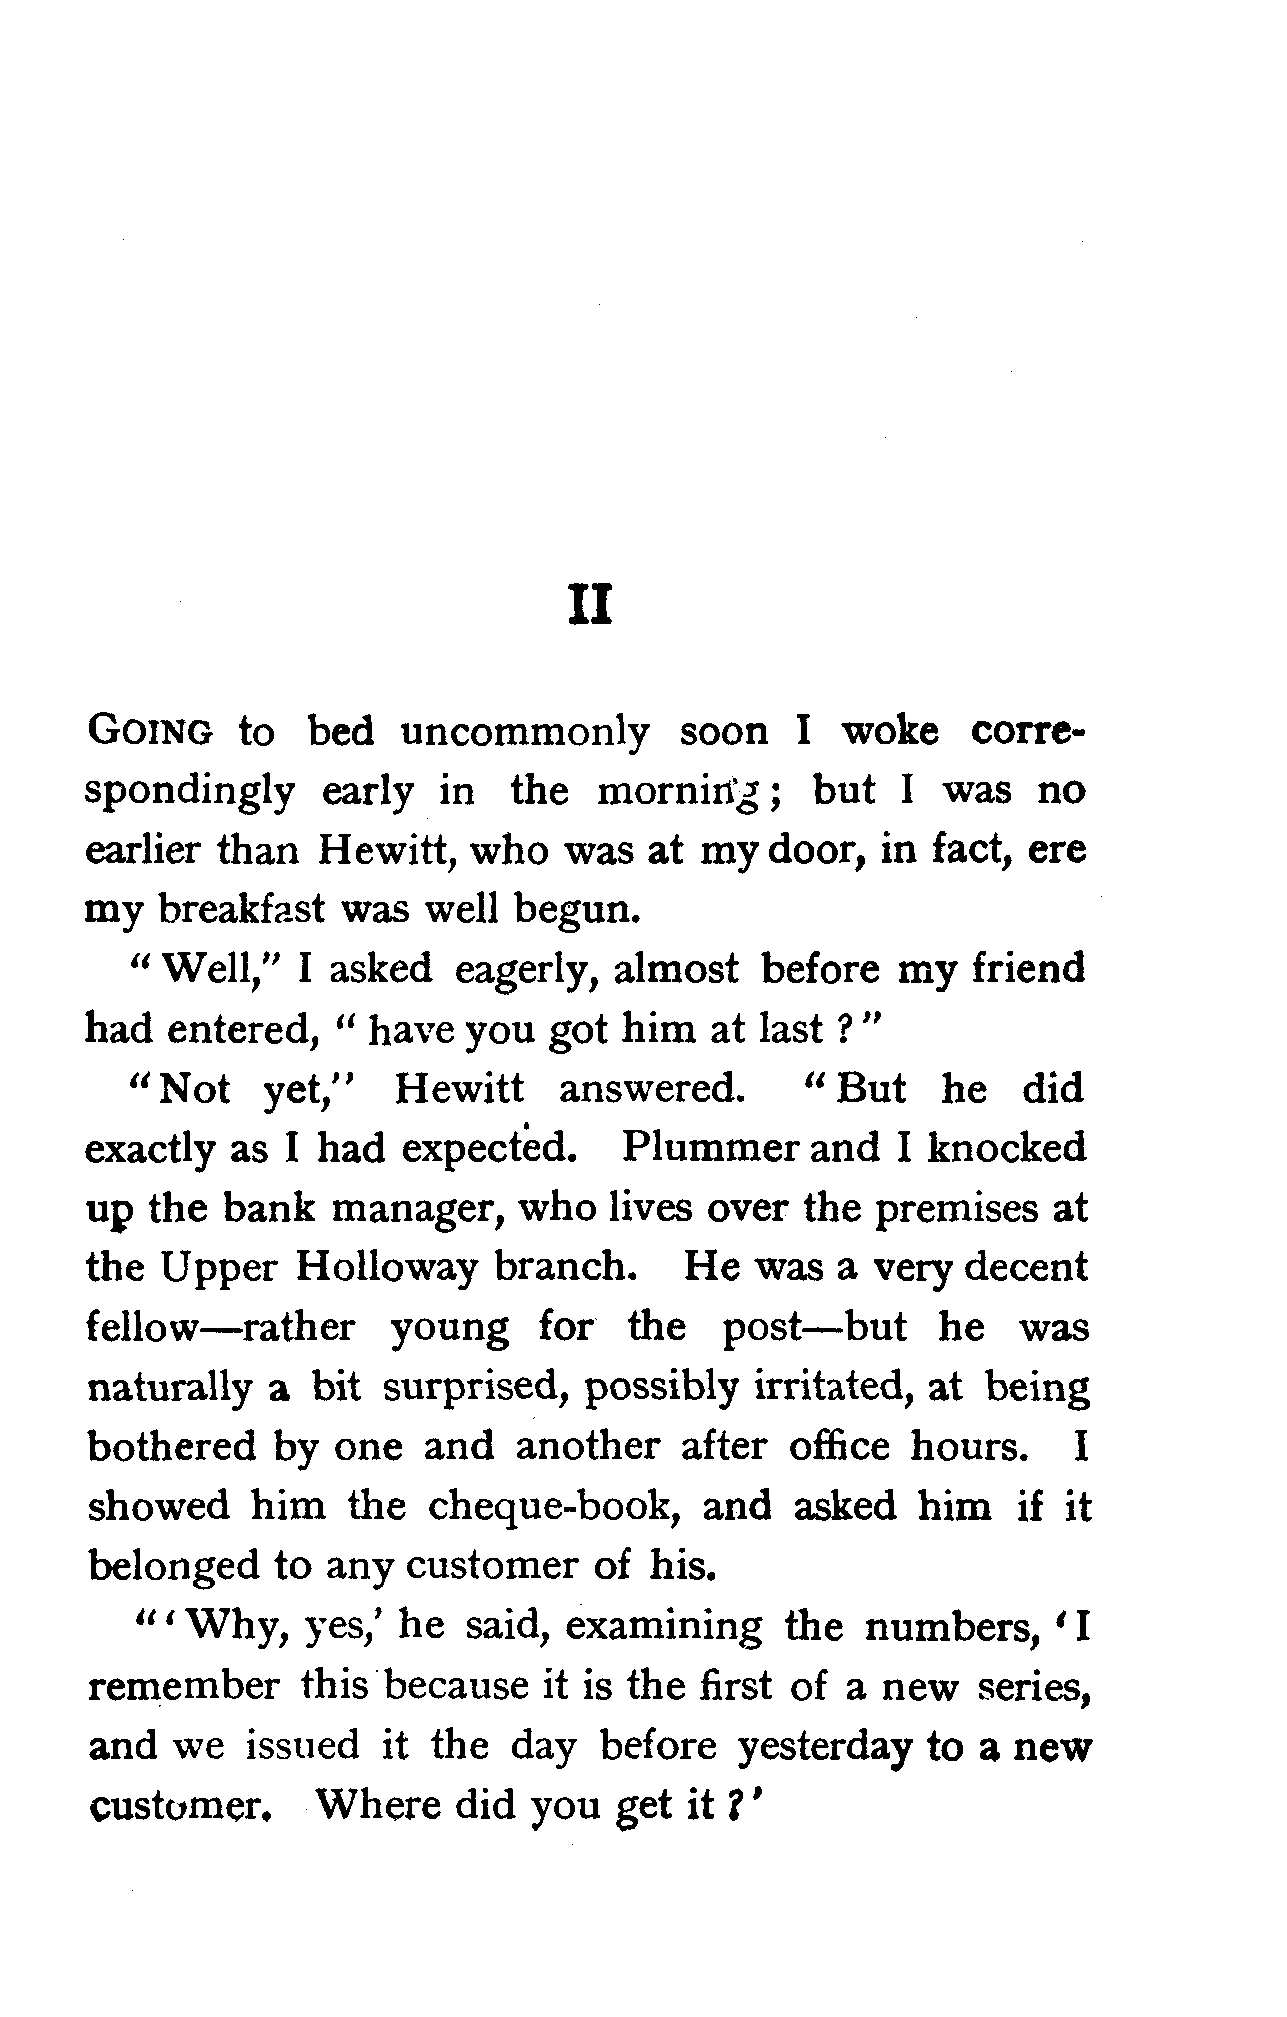 II
GOING to bed uncommonly soon I woke corre-
spondingly early in the morning; but I was no
earlier than Hewitt, who was at my door, in fact, ere
my breakfast was well begun.
"Well," I asked eagerly, almost before my friend
had entered, "have you got him at last?"
"Not yet," Hewitt answered. "But he did
exactly as I had expected. Plummer and I knocked
up the bank manager, who lives over the premises at
the Upper Holloway branch. He was a very decent
fellow—rather young for the post—but he was
naturally a bit surprised, possibly irritated, at being
bothered by one and another after office hours. I
showed him the cheque-book, and asked him if it
belonged to any customer of his.
"'Why, yes,' he said, examining the numbers, 'I
remember this because it is the first of a new series,
and we issued it the day before yesterday to a new
customer. Where did you get it?'